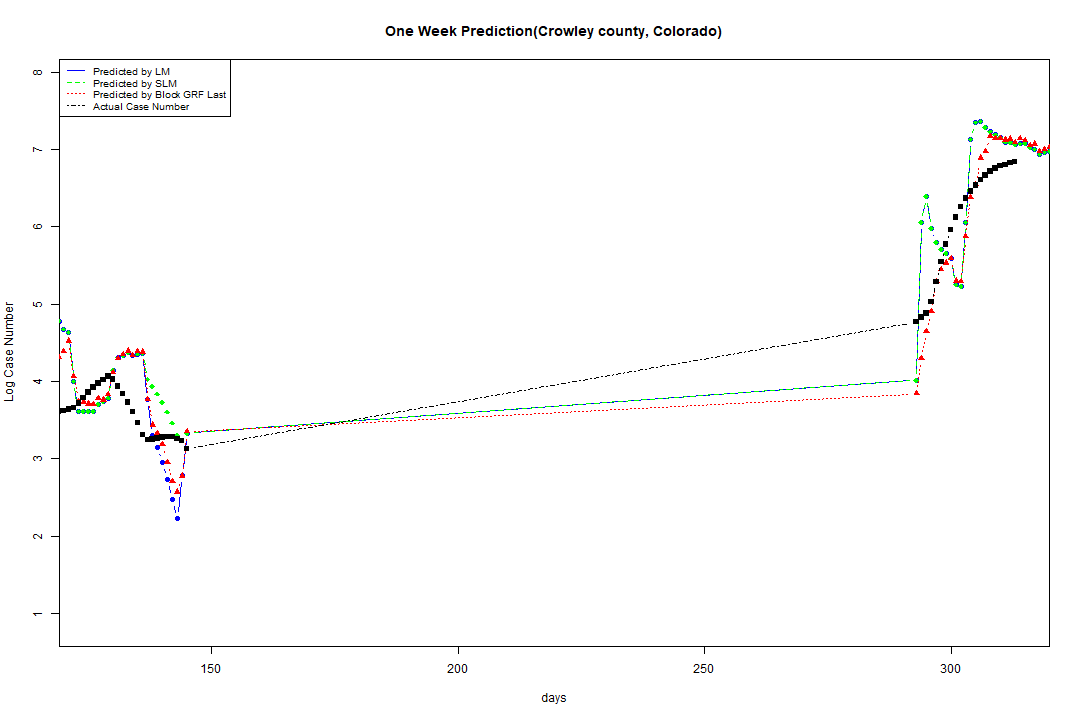 One Week Prediction(Crowley county, Colorado)
Predicted by LM
Predicted by SLM
Predicted by Block GRF Last
Actual Case Number
8
7
6
5
4
3
2
1
Log Case Number
150 200 250 300
days